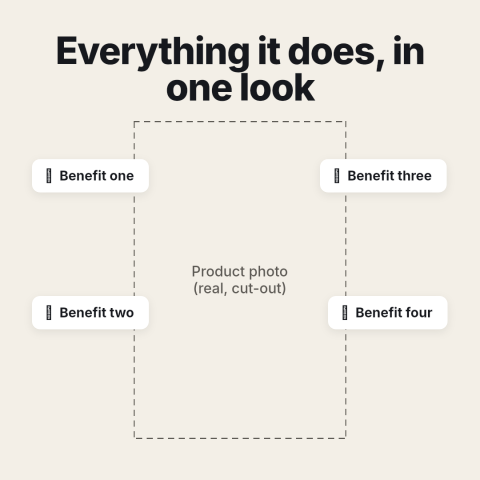 Everything it does, in
one look
Benefit one
Benefit three
Product photo
(real, cut-out)
Benefit two
Benefit four